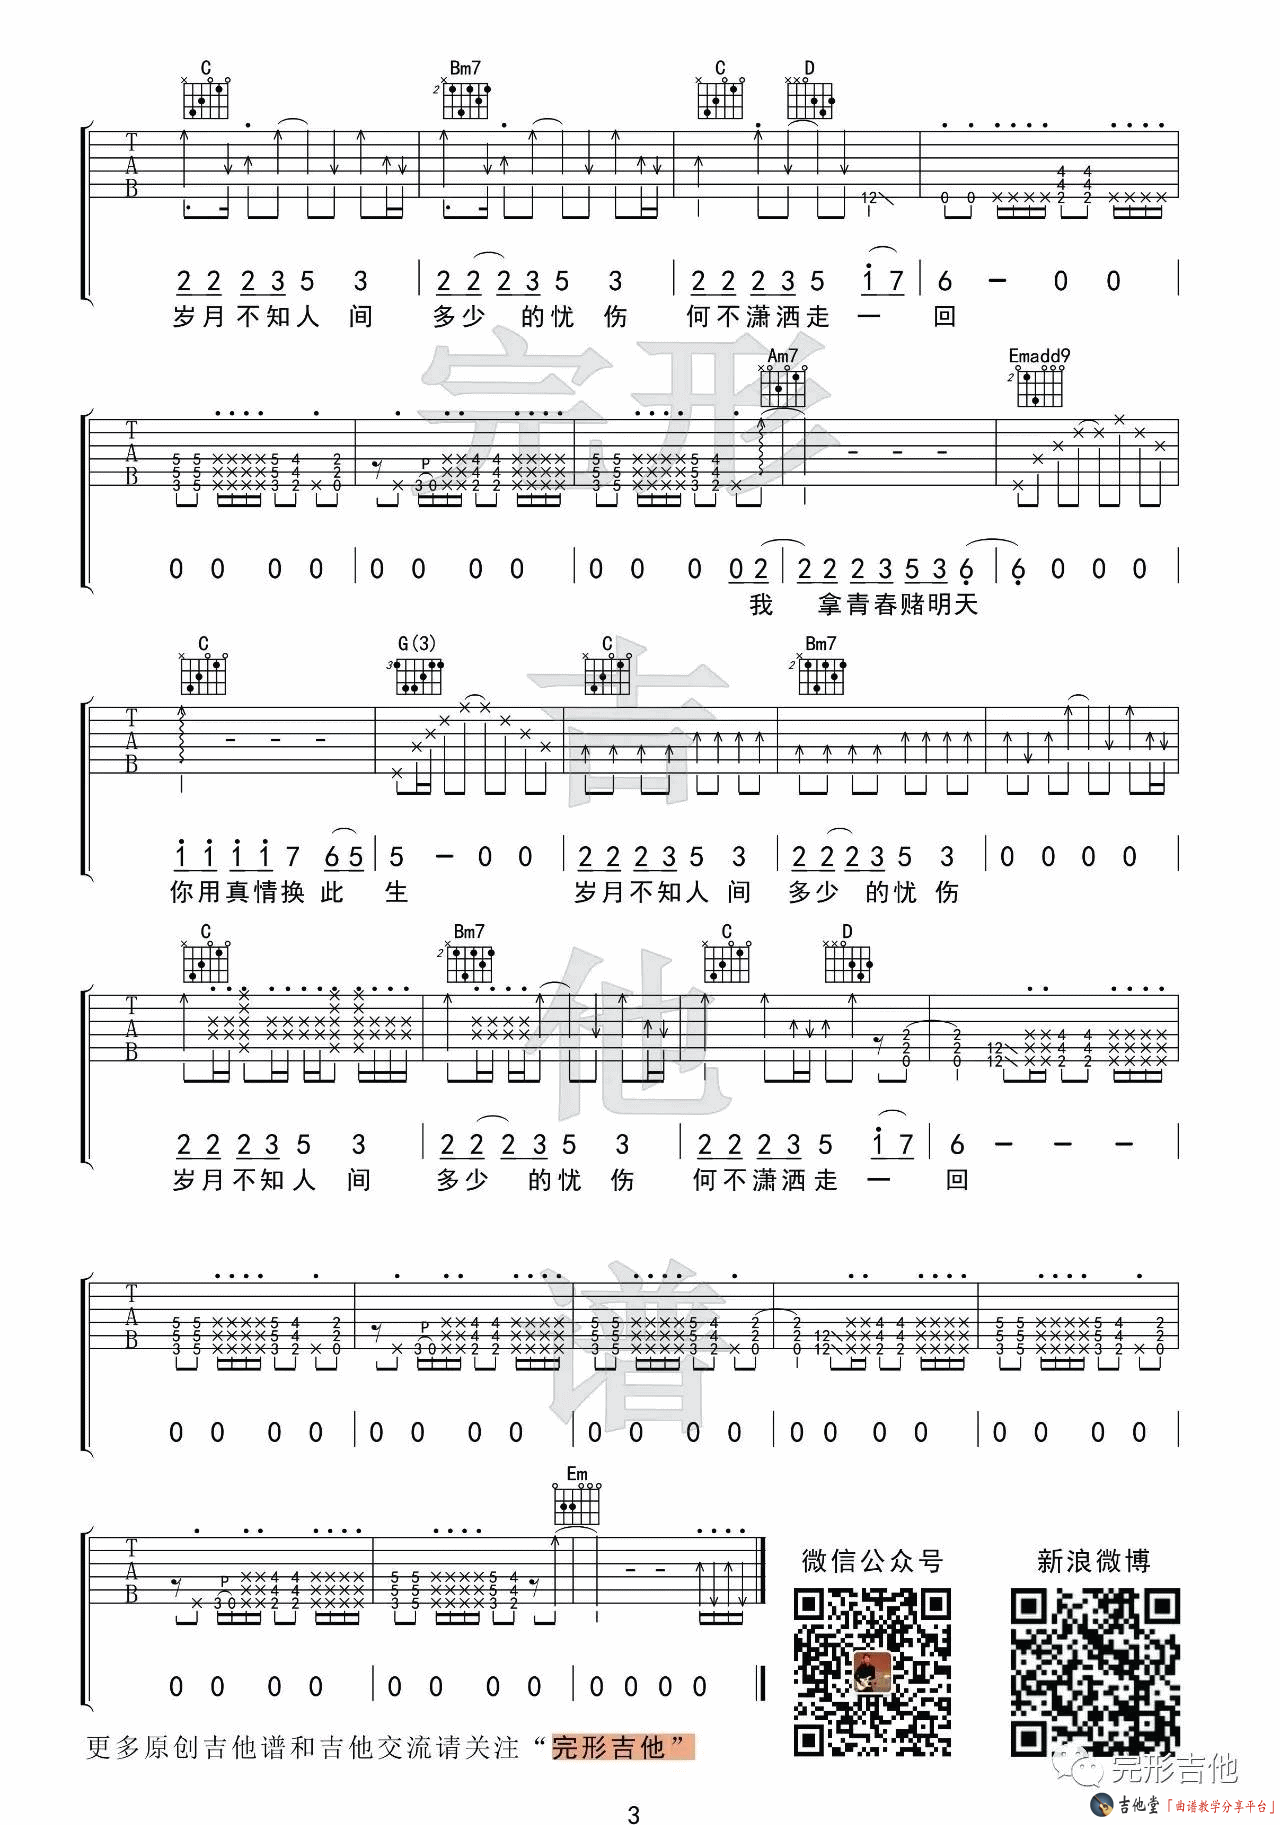 C Bm7 C D
2 2 2 3 5 3 | 2 2 2 3 5 3 | 2 2 2 3 5 1 7 | 6 － 0 0
岁月不知人 间 多少 的忧 伤 何不潇洒走 一 回
Am7 Emadd9
0 0 0 0 | 0 0 0 0 | 0 0 0 0 2 | 2 2 2 3 5 3 6 | 6 0 0 0
我 拿青春赌明天
C G(3) C Bm7
1 1 1 1 7 6 5 | 5 － 0 0 | 2 2 2 3 5 3 | 2 2 2 3 5 3 | 0 0 0 0
你用真情换 此 生 岁月不知人 间 多少 的忧 伤
C Bm7 C D
2 2 2 3 5 3 | 2 2 2 3 5 3 | 2 2 2 3 5 1 7 | 6 － － －
岁月不知人 间 多少 的忧 伤 何不潇洒走 一 回
0 0 0 0 | 0 0 0 0 | 0 0 0 0 | 0 0 0 0 | 0 0 0 0
Em
0 0 0 0 | 0 0 0 0 | 0 0 0 0
微信公众号 新浪微博
更多原创吉他谱和吉他交流请关注“完形吉他”
完形吉他
吉他堂「曲谱教学分享平台」
3
完形吉他谱